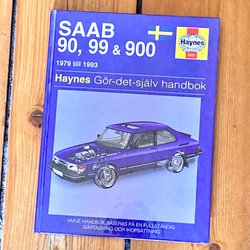 SAAB
90, 99 & 900
Haynes
1979 till 1993
Haynes Gör-det-själv handbok
VARJE HANDBOK BASERAS PÅ EN FULLSTÄNDIG
ISÄRTAGNING OCH IHOPSÄTTNING